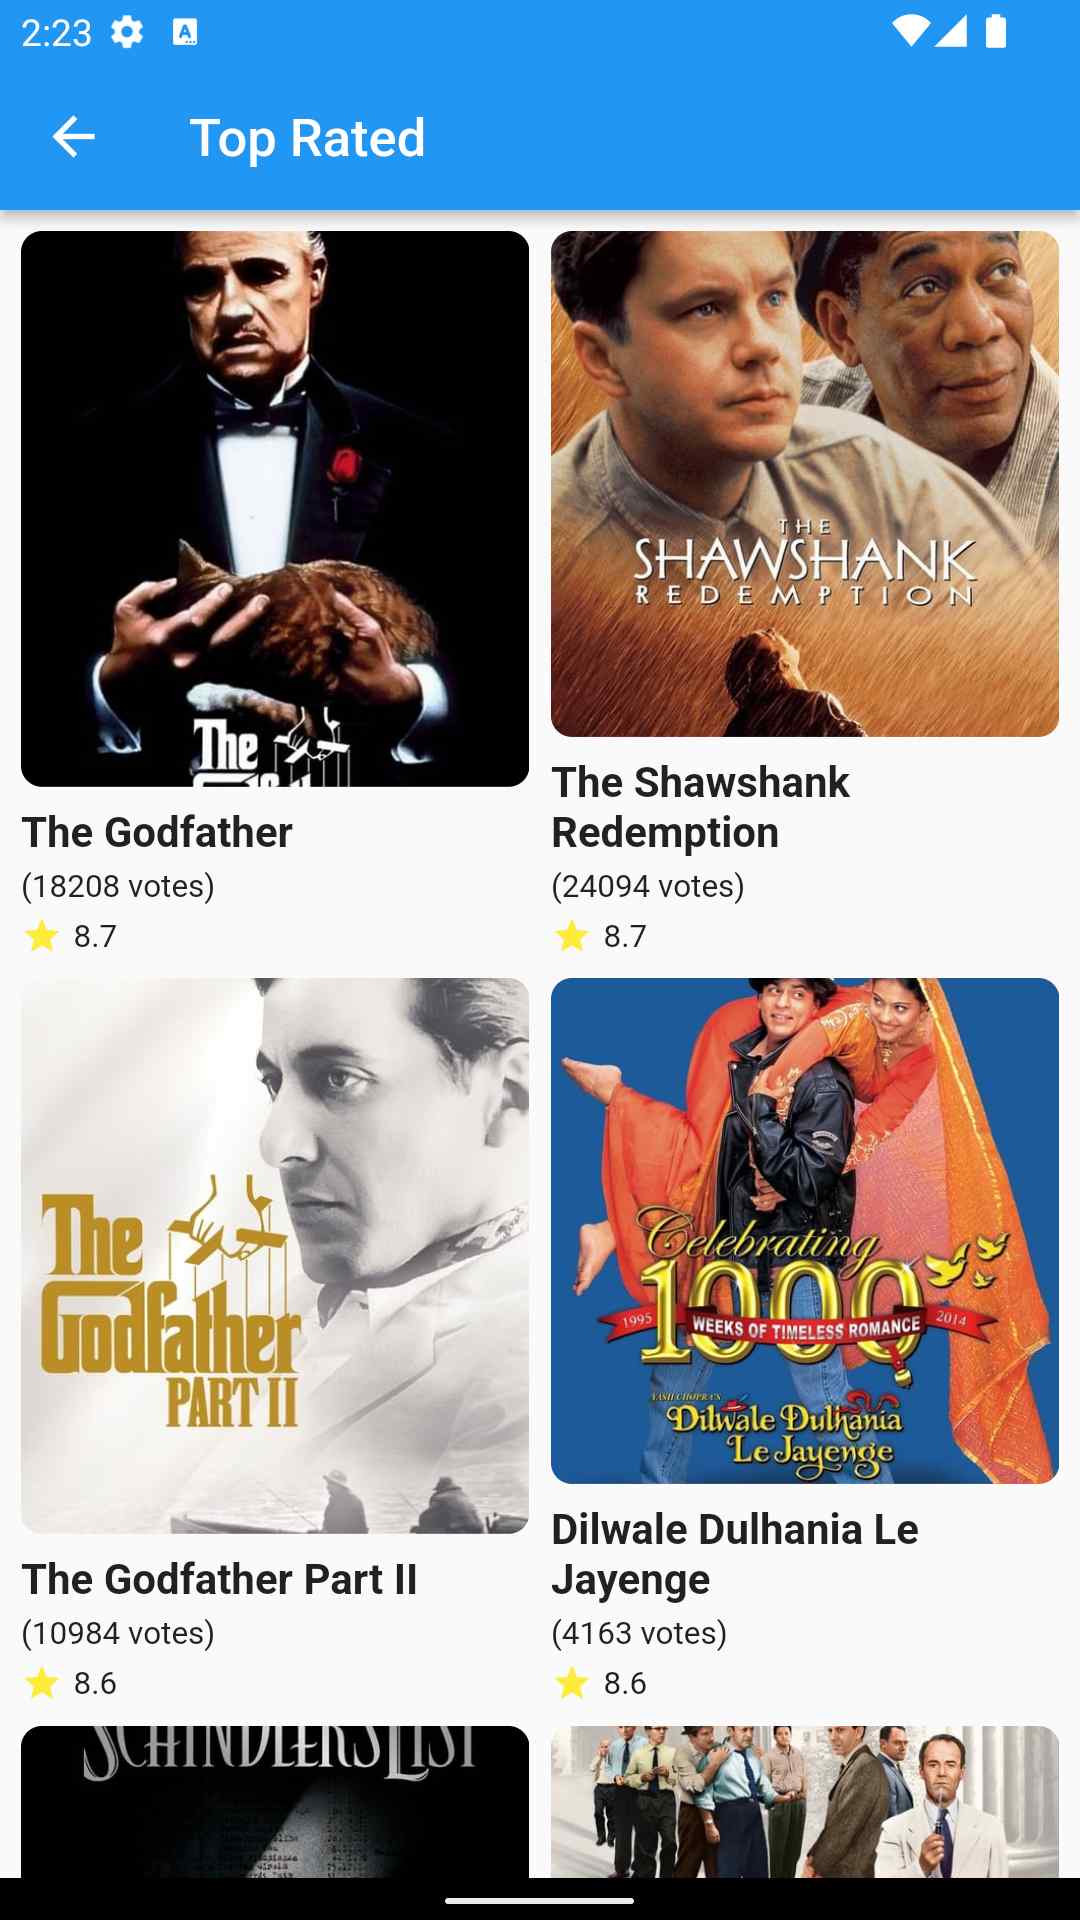 2:23
Top Rated
The
THE
SHAWSHANK
REDEMPTION
The Godfather
(18208 votes)
8.7
The Shawshank
Redemption
(24094 votes)
8.7
The
Godfather
PART II
Celebrating
1000
1995 WEEKS OF TIMELESS ROMANCE 2014
YASH CHOPRA'S
Dilwale Dulhania
Le Jayenge
The Godfather Part II
(10984 votes)
8.6
Dilwale Dulhania Le
Jayenge
(4163 votes)
8.6
SCHINDLER'S LIST